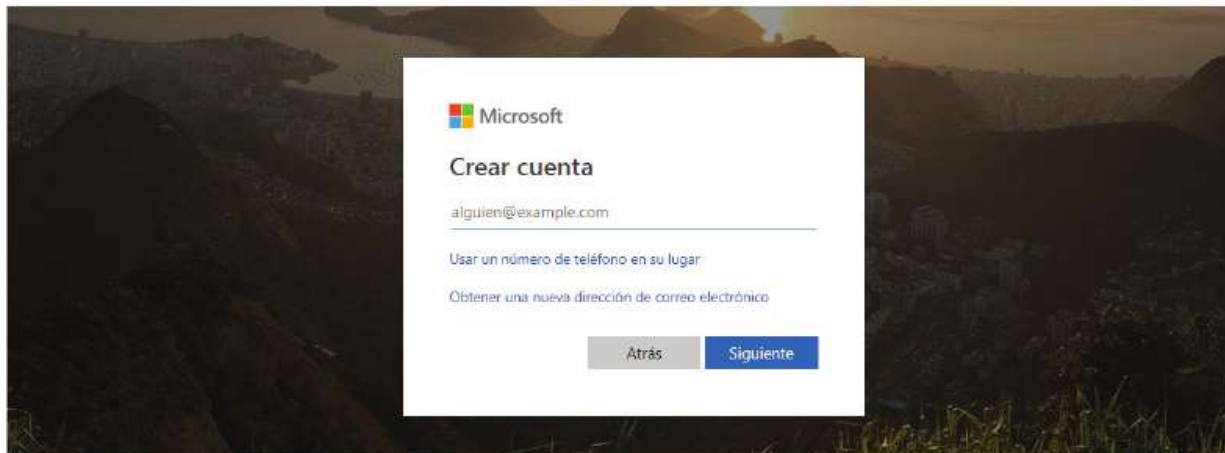 Microsoft
Crear cuenta
alguien@example.com
Usar un número de teléfono en su lugar
Obtener una nueva dirección de correo electrónico
Atrás
Siguiente